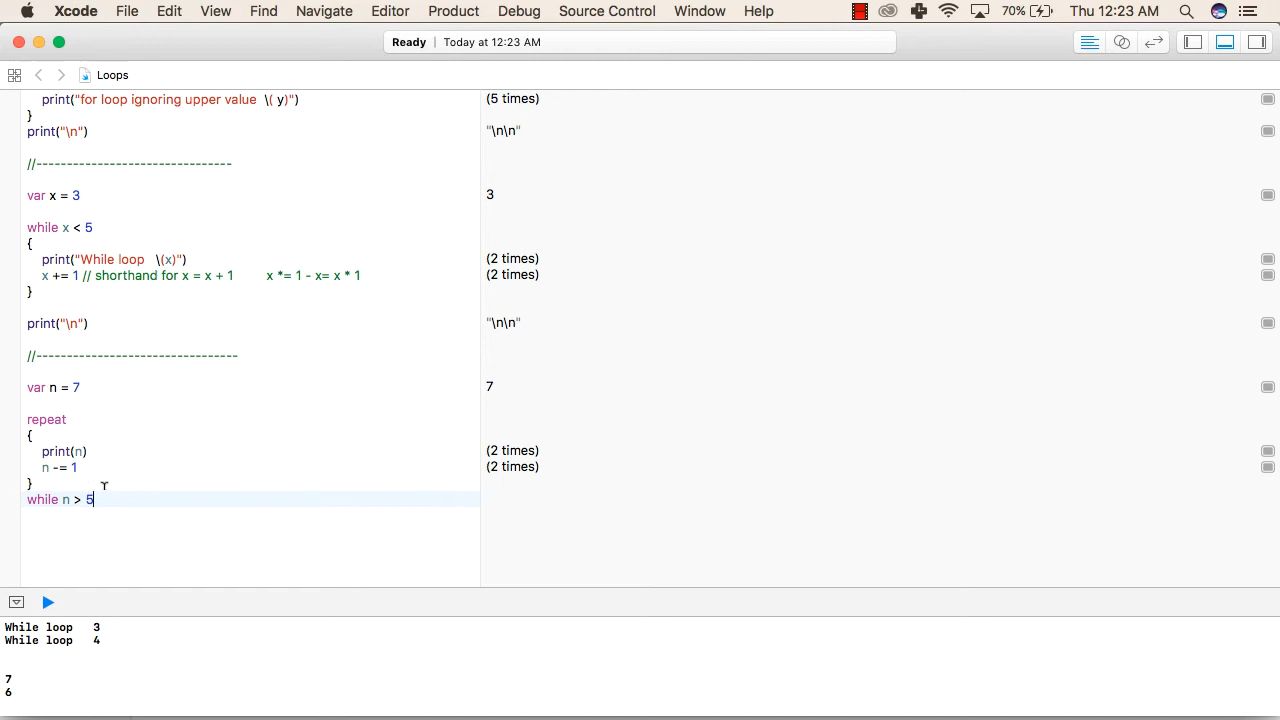 Xcode File Edit View Find Navigate Editor Product Debug Source Control Window Help 70% Thu 12:23 AM
Ready | Today at 12:23 AM
Loops
print("for loop ignoring upper value \( y)") (5 times)
}
print("\n") "\n\n"
//--------------------------------
var x = 3 3
while x < 5
{
print("While loop \(x)") (2 times)
x += 1 // shorthand for x = x + 1 x *= 1 - x= x * 1 (2 times)
}
print("\n") "\n\n"
//---------------------------------
var n = 7 7
repeat
{
print(n) (2 times)
n -= 1 (2 times)
}
while n > 5
While loop 3
While loop 4
7
6